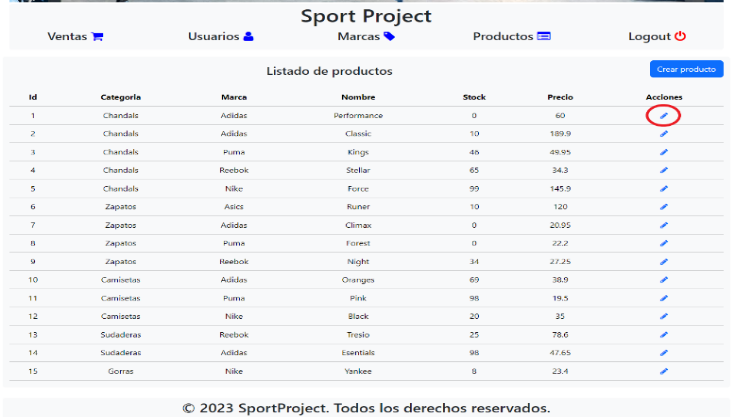 Sport Project
Ventas Usuarios Marcas Productos Logout
Listado de productos Crear producto
Id Categoria Marca Nombre Stock Precio Acciones
1 Chandals Adidas Performance 0 60
2 Chandals Adidas Classic 10 189.9
3 Chandals Puma Kings 46 49.95
4 Chandals Reebok Stellar 65 34.3
5 Chandals Nike Force 99 145.9
6 Zapatos Asics Runer 10 120
7 Zapatos Adidas Climax 0 20.95
8 Zapatos Puma Forest 0 22.2
9 Zapatos Reebok Night 34 27.25
10 Camisetas Adidas Oranges 69 38.9
11 Camisetas Puma Pink 98 19.5
12 Camisetas Nike Black 20 35
13 Sudaderas Reebok Tresio 25 78.6
14 Sudaderas Adidas Esentials 98 47.65
15 Gorras Nike Yankee 8 23.4
© 2023 SportProject. Todos los derechos reservados.